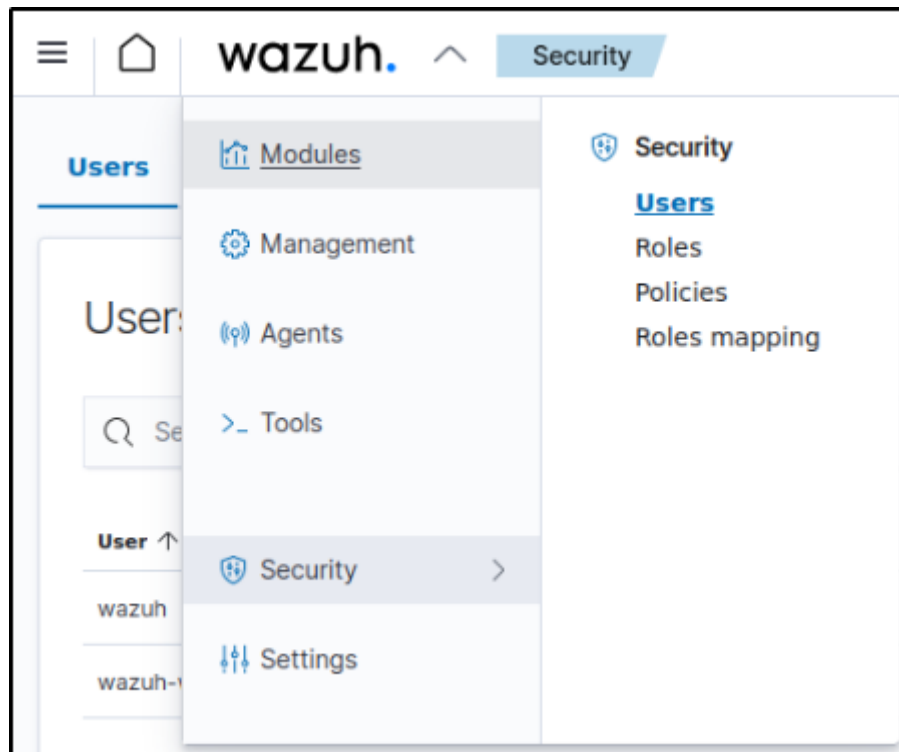 wazuh. Security
Users
Modules
Management
Agents
Tools
Security
Settings
Security
Users
Roles
Policies
Roles mapping
User
wazuh